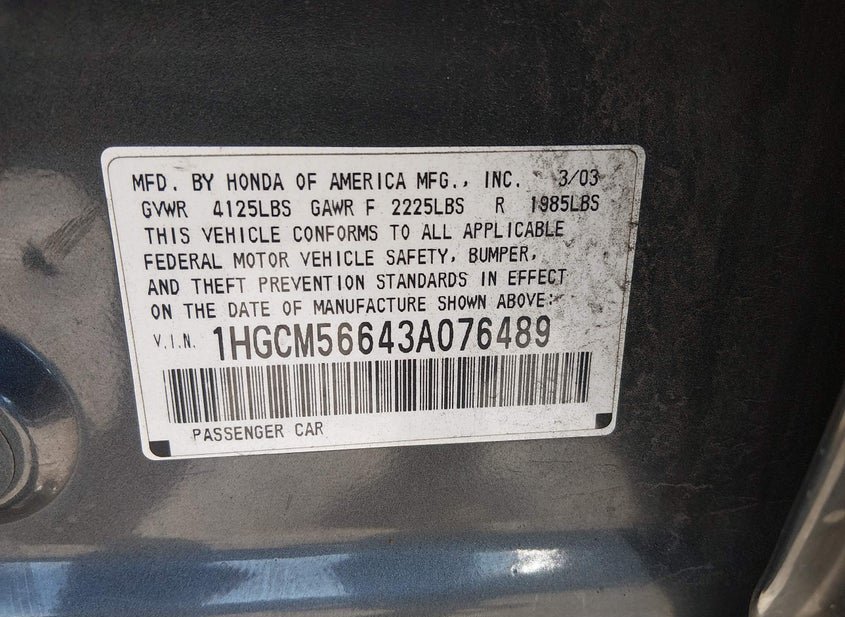 MFD. BY HONDA OF AMERICA MFG., INC. 3/03
GVWR 4125LBS GAWR F 2225LBS R 1985LBS
THIS VEHICLE CONFORMS TO ALL APPLICABLE
FEDERAL MOTOR VEHICLE SAFETY, BUMPER,
AND THEFT PREVENTION STANDARDS IN EFFECT
ON THE DATE OF MANUFACTURE SHOWN ABOVE:
V.I.N. 1HGCM56643A076489
PASSENGER CAR